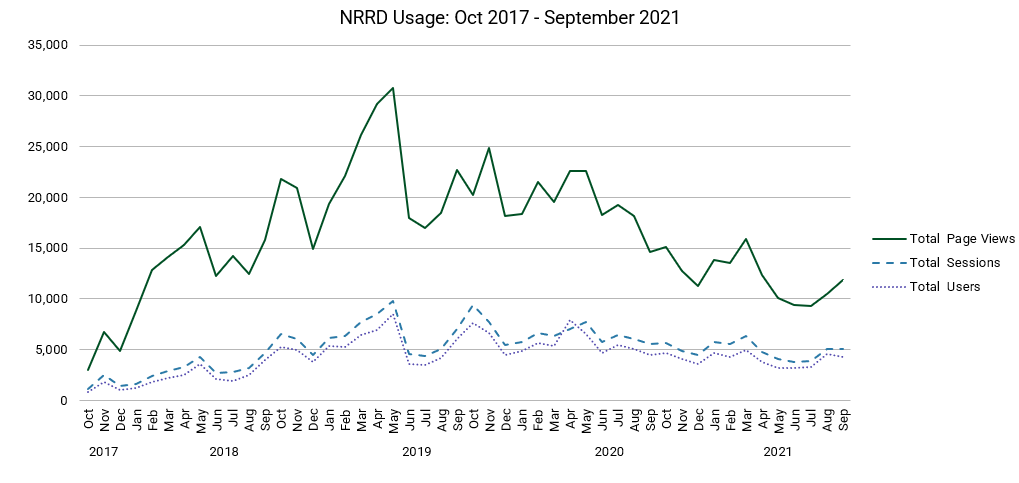 NRRD Usage: Oct 2017 - September 2021
35,000
30,000
25,000
20,000
15,000
10,000
5,000
0
Total Page Views
Total Sessions
Total Users
Oct Nov Dec Jan Feb Mar Apr May Jun Jul Aug Sep Oct Nov Dec Jan Feb Mar Apr May Jun Jul Aug Sep Oct Nov Dec Jan Feb Mar Apr May Jun Jul Aug Sep Oct Nov Dec Jan Feb Mar Apr May Jun Jul Aug Sep
2017 2018 2019 2020 2021